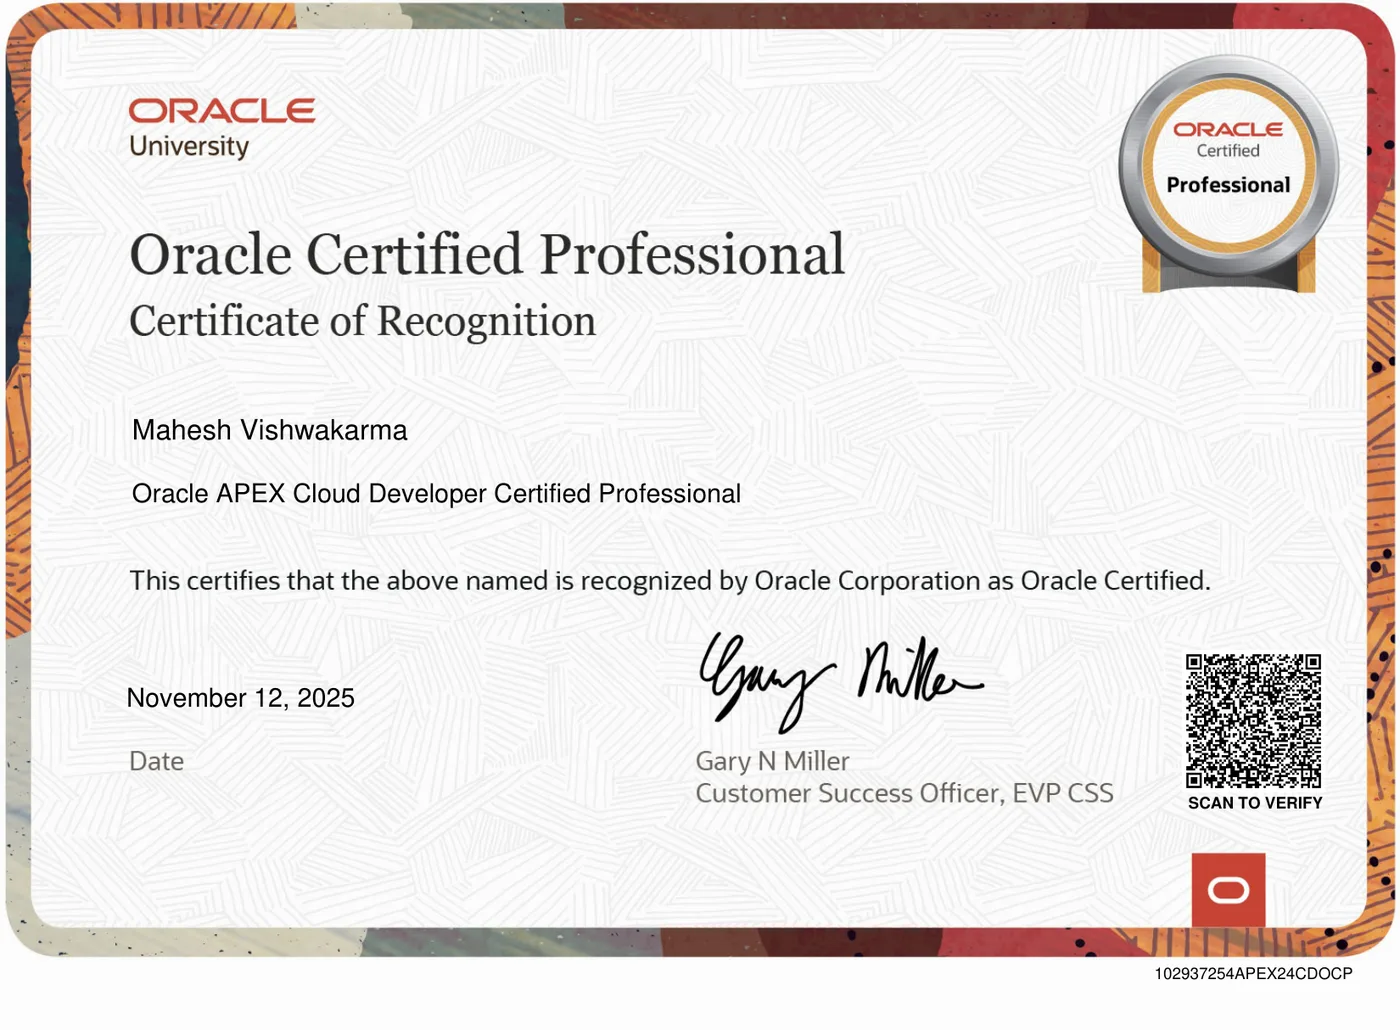 ORACLE
University
ORACLE
Certified
Professional
Oracle Certified Professional
Certificate of Recognition
Mahesh Vishwakarma
Oracle APEX Cloud Developer Certified Professional
This certifies that the above named is recognized by Oracle Corporation as Oracle Certified.
Gary Miller
November 12, 2025
Date
Gary N Miller
Customer Success Officer, EVP CSS
SCAN TO VERIFY
102937254APEX24CDOCP